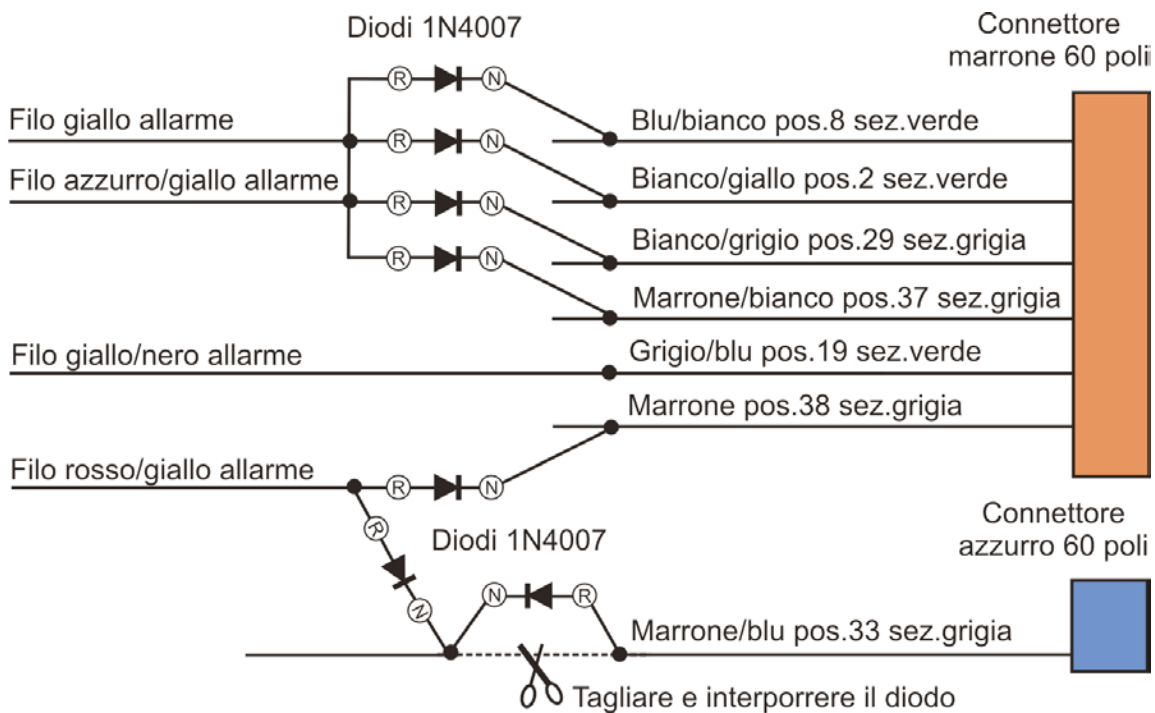 Diodi 1N4007
Connettore
marrone 60 poli
R
N
Filo giallo allarme
Blu/bianco pos.8 sez.verde
R
N
Filo azzurro/giallo allarme
Bianco/giallo pos.2 sez.verde
R
N
Bianco/grigio pos.29 sez.grigia
R
N
Marrone/bianco pos.37 sez.grigia
Filo giallo/nero allarme
Grigio/blu pos.19 sez.verde
Marrone pos.38 sez.grigia
Filo rosso/giallo allarme
R
N
R
N
Diodi 1N4007
Connettore
azzurro 60 poli
N
R
Marrone/blu pos.33 sez.grigia
Tagliare e interporrere il diodo